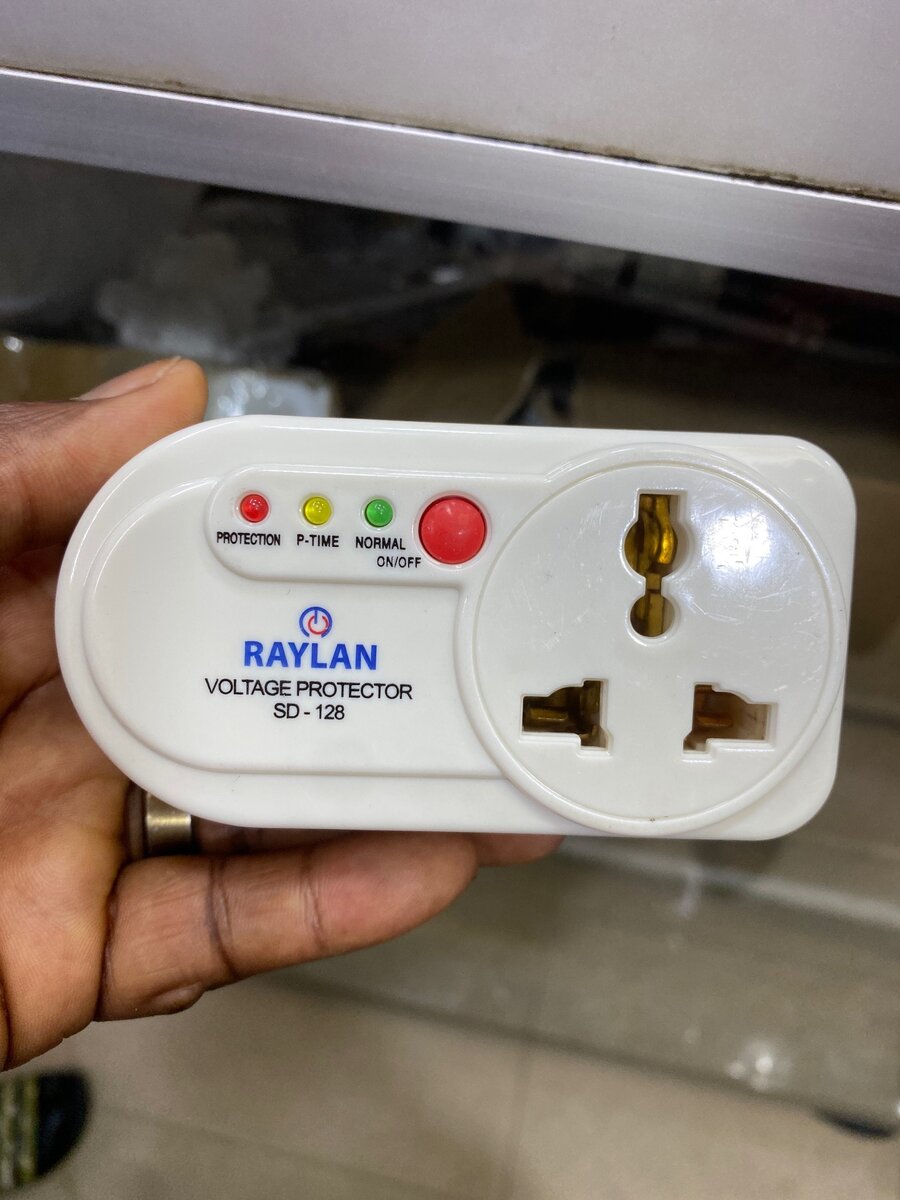 PROTECTION P-TIME NORMAL
ON/OFF
RAYLAN
VOLTAGE PROTECTOR
SD - 128